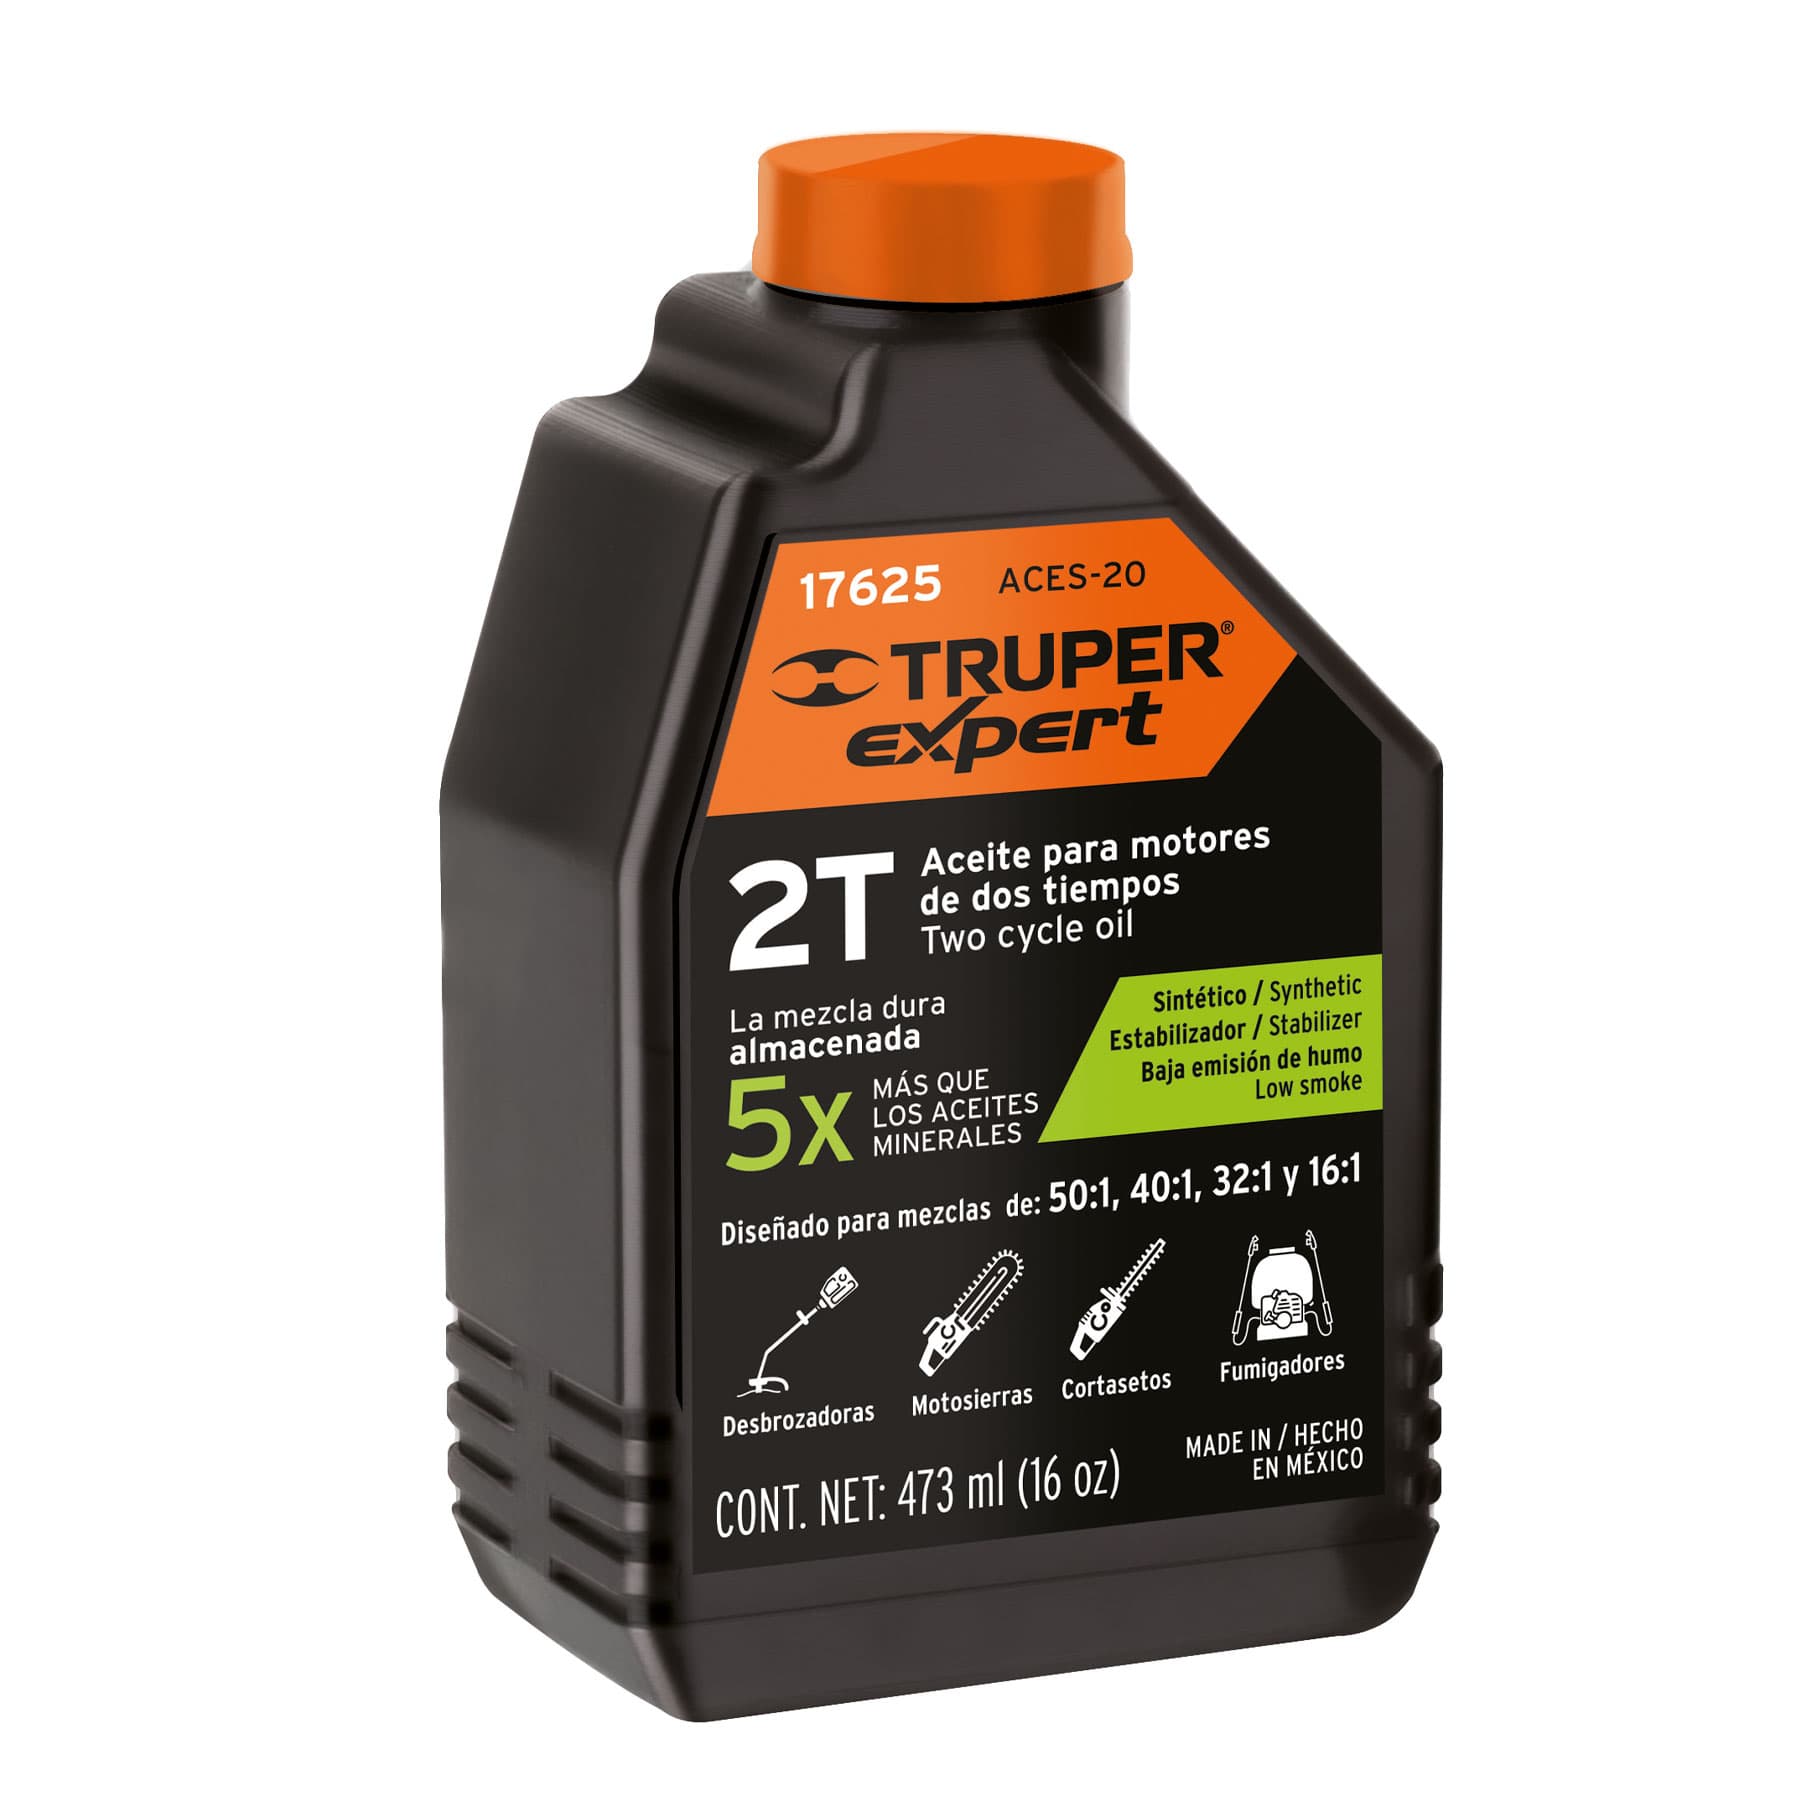 17625 ACES-20
TRUPER®
expert
2T
Aceite para motores
de dos tiempos
Two cycle oil
La mezcla dura
almacenada
5x
MÁS QUE
LOS ACEITES
MINERALES
Sintético / Synthetic
Estabilizador / Stabilizer
Baja emisión de humo
Low smoke
Diseñado para mezclas de: 50:1, 40:1, 32:1 y 16:1
Desbrozadoras
Motosierras
Cortasetos
Fumigadores
CONT. NET: 473 ml (16 oz)
MADE IN / HECHO
EN MÉXICO